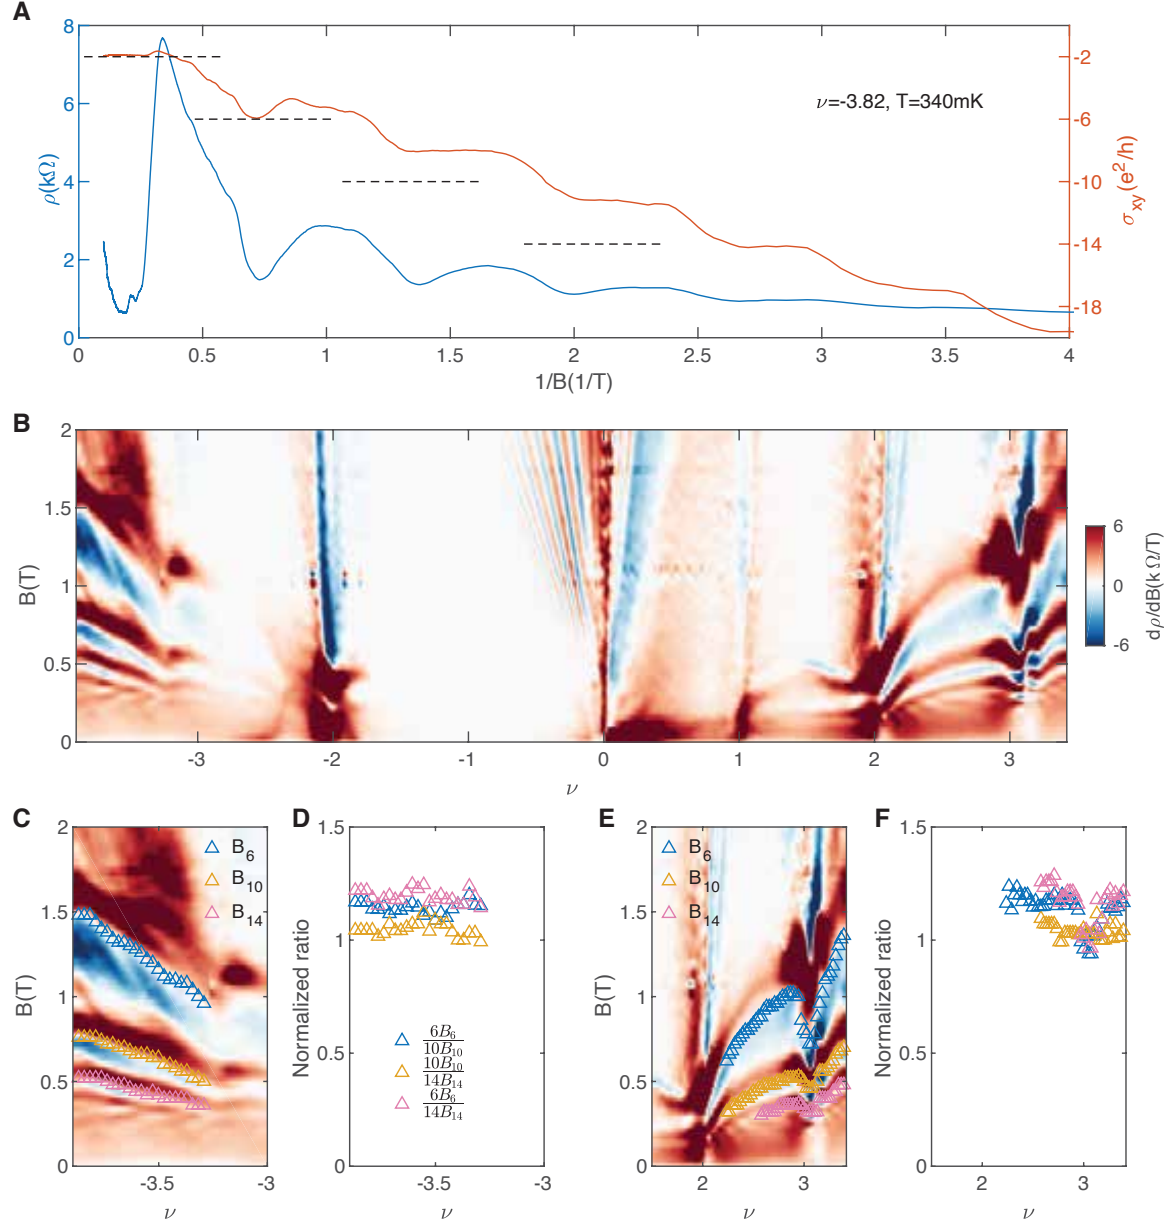 A
8
6
4
2
0
ρ(kΩ)
-2
-6
-10
-14
-18
σxy (e²/h)
ν=-3.82, T=340mK
0 0.5 1 1.5 2 2.5 3 3.5 4
1/B(1/T)
B
2
1.5
1
0.5
0
B(T)
-3 -2 -1 0 1 2 3
ν
6
0
-6
dρ/dB(kΩ/T)
C
2
1.5
1
0.5
0
B(T)
B6
B10
B14
-3.5 -3
ν
D
1.5
1
0.5
0
Normalized ratio
6B6/10B10
10B10/14B14
6B6/14B14
-3.5 -3
ν
E
2
1.5
1
0.5
0
B(T)
B6
B10
B14
2 3
ν
F
1.5
1
0.5
0
Normalized ratio
2 3
ν